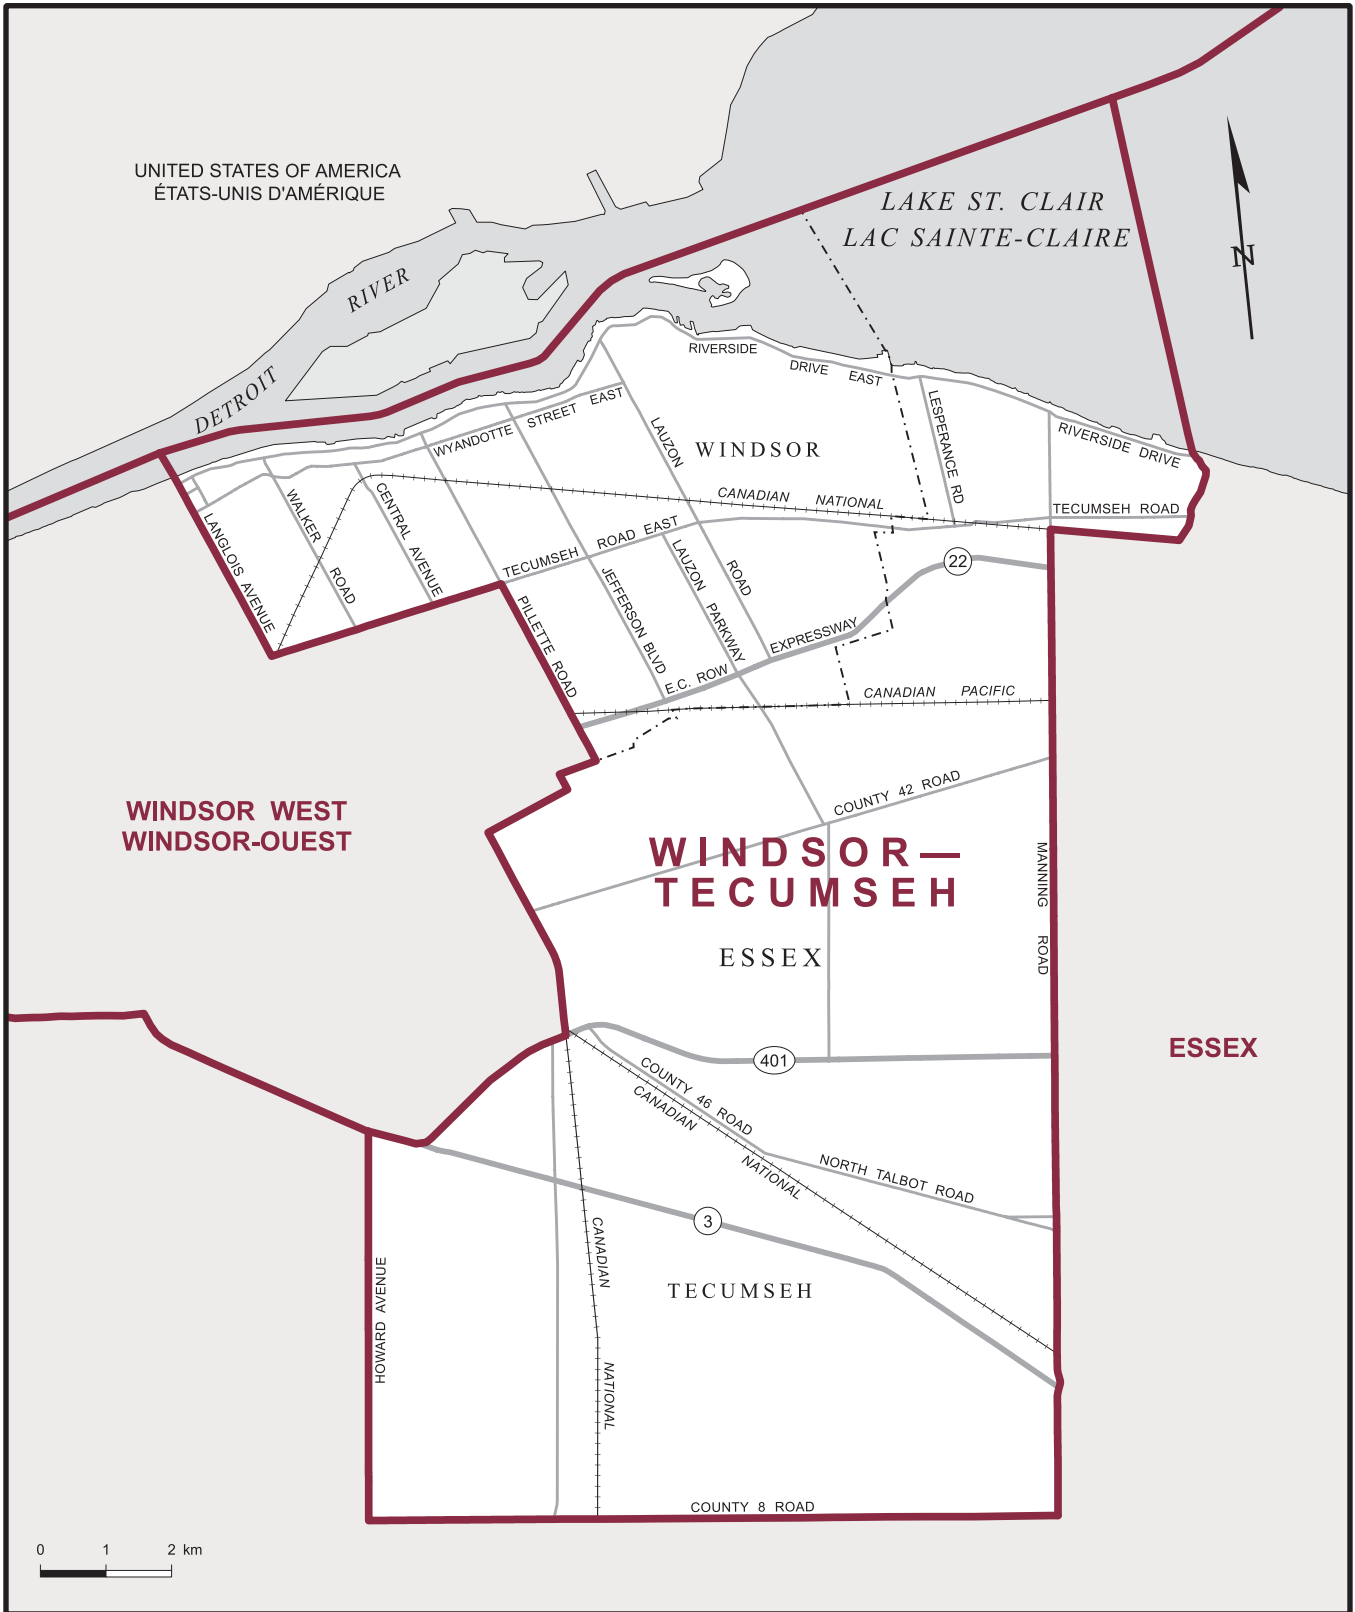 UNITED STATES OF AMERICA
ÉTATS-UNIS D'AMÉRIQUE
LAKE ST. CLAIR
LAC SAINTE-CLAIRE
N
RIVER
DETROIT
RIVERSIDE
DRIVE EAST
LESPERANCE RD
RIVERSIDE DRIVE
WYANDOTTE
STREET EAST
LAUZON
WINDSOR
CANADIAN NATIONAL
TECUMSEH ROAD
LANGLOIS AVENUE
WALKER
ROAD
CENTRAL AVENUE
TECUMSEH
ROAD EAST
LAUZON PARKWAY
ROAD
22
PILLETTE ROAD
JEFFERSON BLVD
E.C. ROW
EXPRESSWAY
CANADIAN PACIFIC
COUNTY 42 ROAD
WINDSOR WEST
WINDSOR-OUEST
WINDSOR—
TECUMSEH
MANNING ROAD
ESSEX
ESSEX
401
COUNTY 46 ROAD
CANADIAN
NATIONAL
NORTH TALBOT ROAD
3
CANADIAN
NATIONAL
TECUMSEH
HOWARD AVENUE
COUNTY 8 ROAD
0 1 2 km